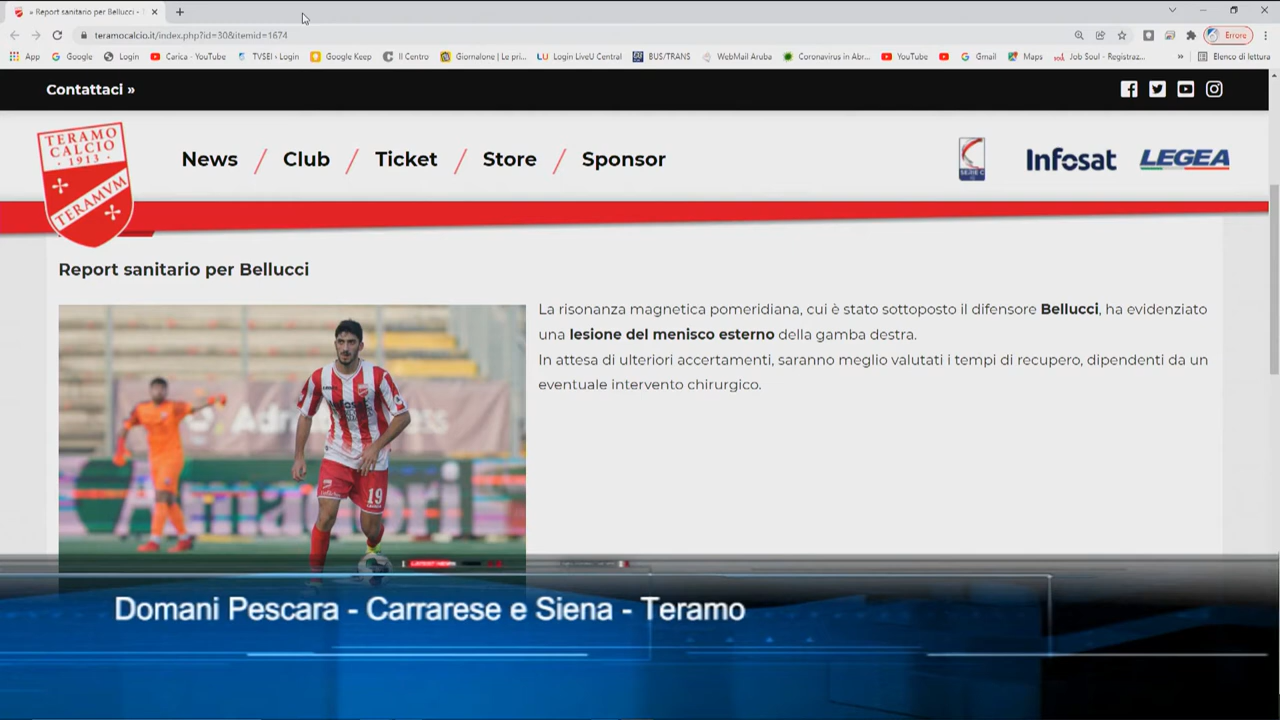 » Report sanitario per Bellucci -
teramocalcio.it/index.php?id=30&itemid=1674
Errore
App Google Login Carica - YouTube TVSEI › Login Google Keep Il Centro Giornalone | Le pri... Login LiveU Central BUS/TRANS WebMail Aruba Coronavirus in Abr... YouTube Gmail Maps Job Soul - Registraz... » Elenco di lettura
Contattaci »
TERAMO
CALCIO
· 1913 ·
TERAMVM
News / Club / Ticket / Store / Sponsor
SERIE C
Infosat
LEGEA
Report sanitario per Bellucci
La risonanza magnetica pomeridiana, cui è stato sottoposto il difensore Bellucci, ha evidenziato
una lesione del menisco esterno della gamba destra.
In attesa di ulteriori accertamenti, saranno meglio valutati i tempi di recupero, dipendenti da un
eventuale intervento chirurgico.
Amadori
19
LATEST NEWS
Domani Pescara - Carrarese e Siena - Teramo